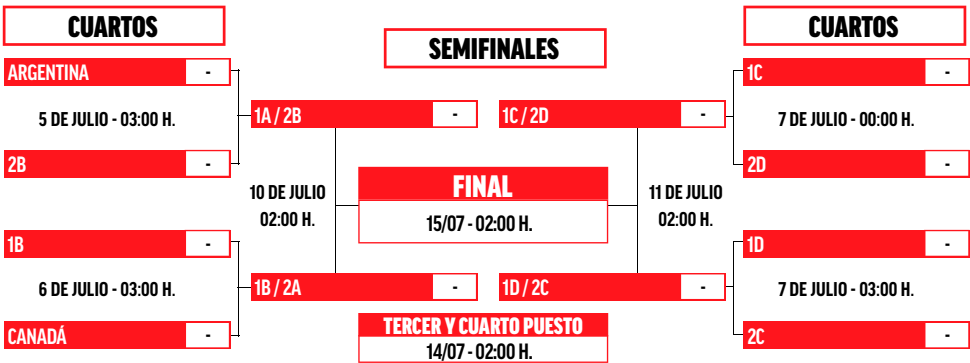 CUARTOS
ARGENTINA -
5 DE JULIO - 03:00 H.
2B -
1B -
6 DE JULIO - 03:00 H.
CANADÁ -
SEMIFINALES
1A / 2B -
10 DE JULIO
02:00 H.
1B / 2A -
1C / 2D -
11 DE JULIO
02:00 H.
1D / 2C -
FINAL
15/07 - 02:00 H.
TERCER Y CUARTO PUESTO
14/07 - 02:00 H.
CUARTOS
1C -
7 DE JULIO - 00:00 H.
2D -
1D -
7 DE JULIO - 03:00 H.
2C -